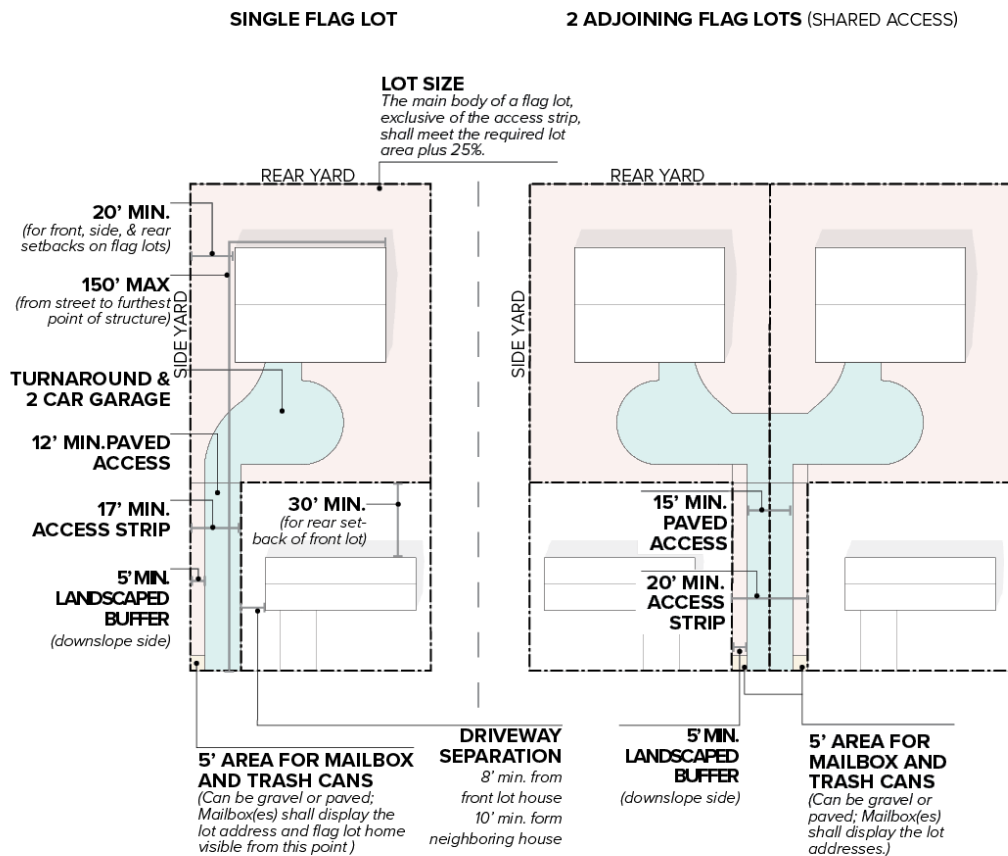 SINGLE FLAG LOT
2 ADJOINING FLAG LOTS (SHARED ACCESS)
LOT SIZE
The main body of a flag lot,
exclusive of the access strip,
shall meet the required lot
area plus 25%.
REAR YARD
REAR YARD
20’ MIN.
(for front, side, & rear
setbacks on flag lots)
150’ MAX
(from street to furthest
point of structure)
SIDE YARD
SIDE YARD
TURNAROUND &
2 CAR GARAGE
12’ MIN.PAVED
ACCESS
17’ MIN.
ACCESS STRIP
30’ MIN.
(for rear set-
back of front lot)
15’ MIN.
PAVED
ACCESS
5’ MIN.
LANDSCAPED
BUFFER
(downslope side)
20’ MIN.
ACCESS
STRIP
5’ AREA FOR MAILBOX
AND TRASH CANS
(Can be gravel or paved;
Mailbox(es) shall display the
lot address and flag lot home
visible from this point )
DRIVEWAY
SEPARATION
8’ min. from
front lot house
10’ min. form
neighboring house
5’ MIN.
LANDSCAPED
BUFFER
(downslope side)
5’ AREA FOR
MAILBOX AND
TRASH CANS
(Can be gravel or
paved; Mailbox(es)
shall display the lot
addresses.)